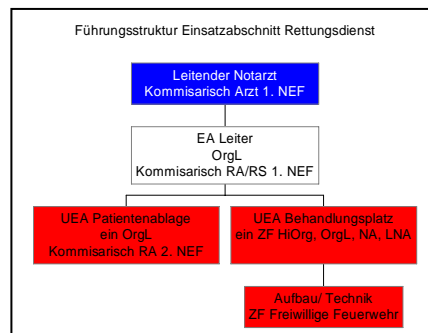 Führungsstruktur Einsatzabschnitt Rettungsdienst
Leitender Notarzt
Kommisarisch Arzt 1. NEF
EA Leiter
OrgL
Kommisarisch RA/RS 1. NEF
UEA Patientenablage
ein OrgL
Kommisarisch RA 2. NEF
UEA Behandlungsplatz
ein ZF HiOrg, OrgL, NA, LNA
Aufbau/ Technik
ZF Freiwillige Feuerwehr